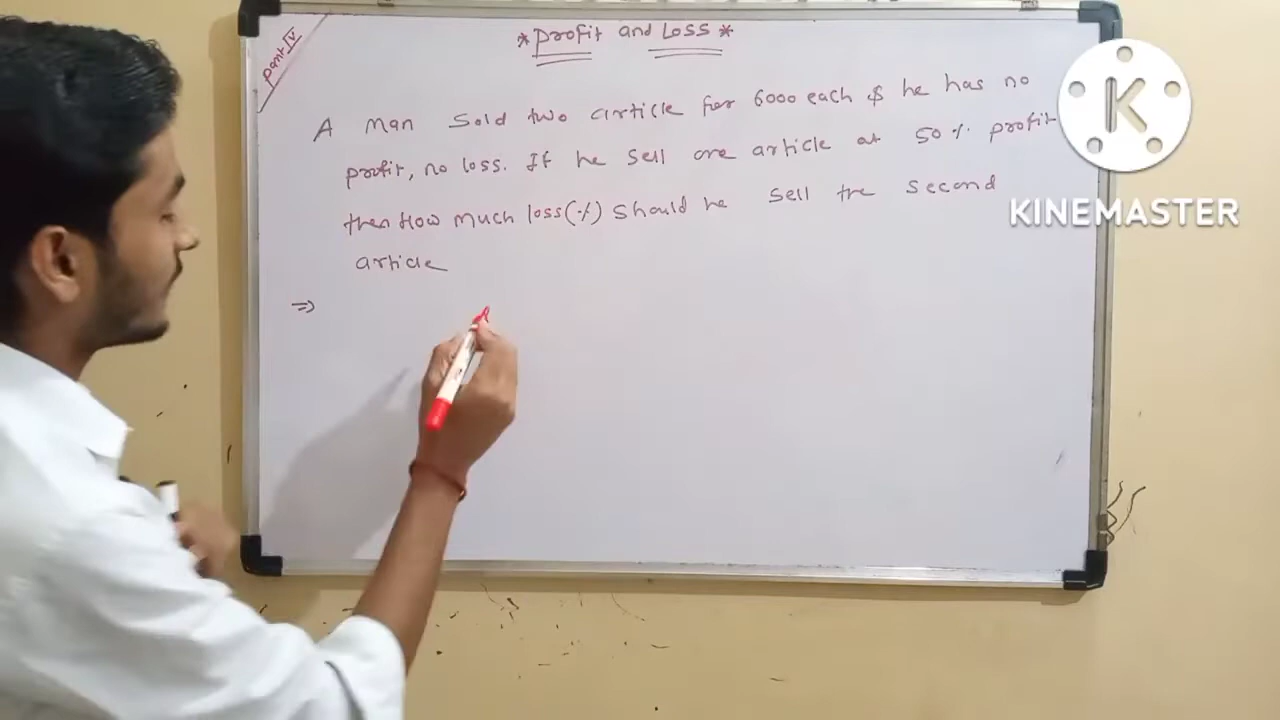 Part IV
* Profit and Loss *
A Man Sold two article for 6000 each & he has no
profit, no loss. If he sell one article at 50% profit
then How Much loss(%) Should he sell the second
article
⇒
K
KINEMASTER